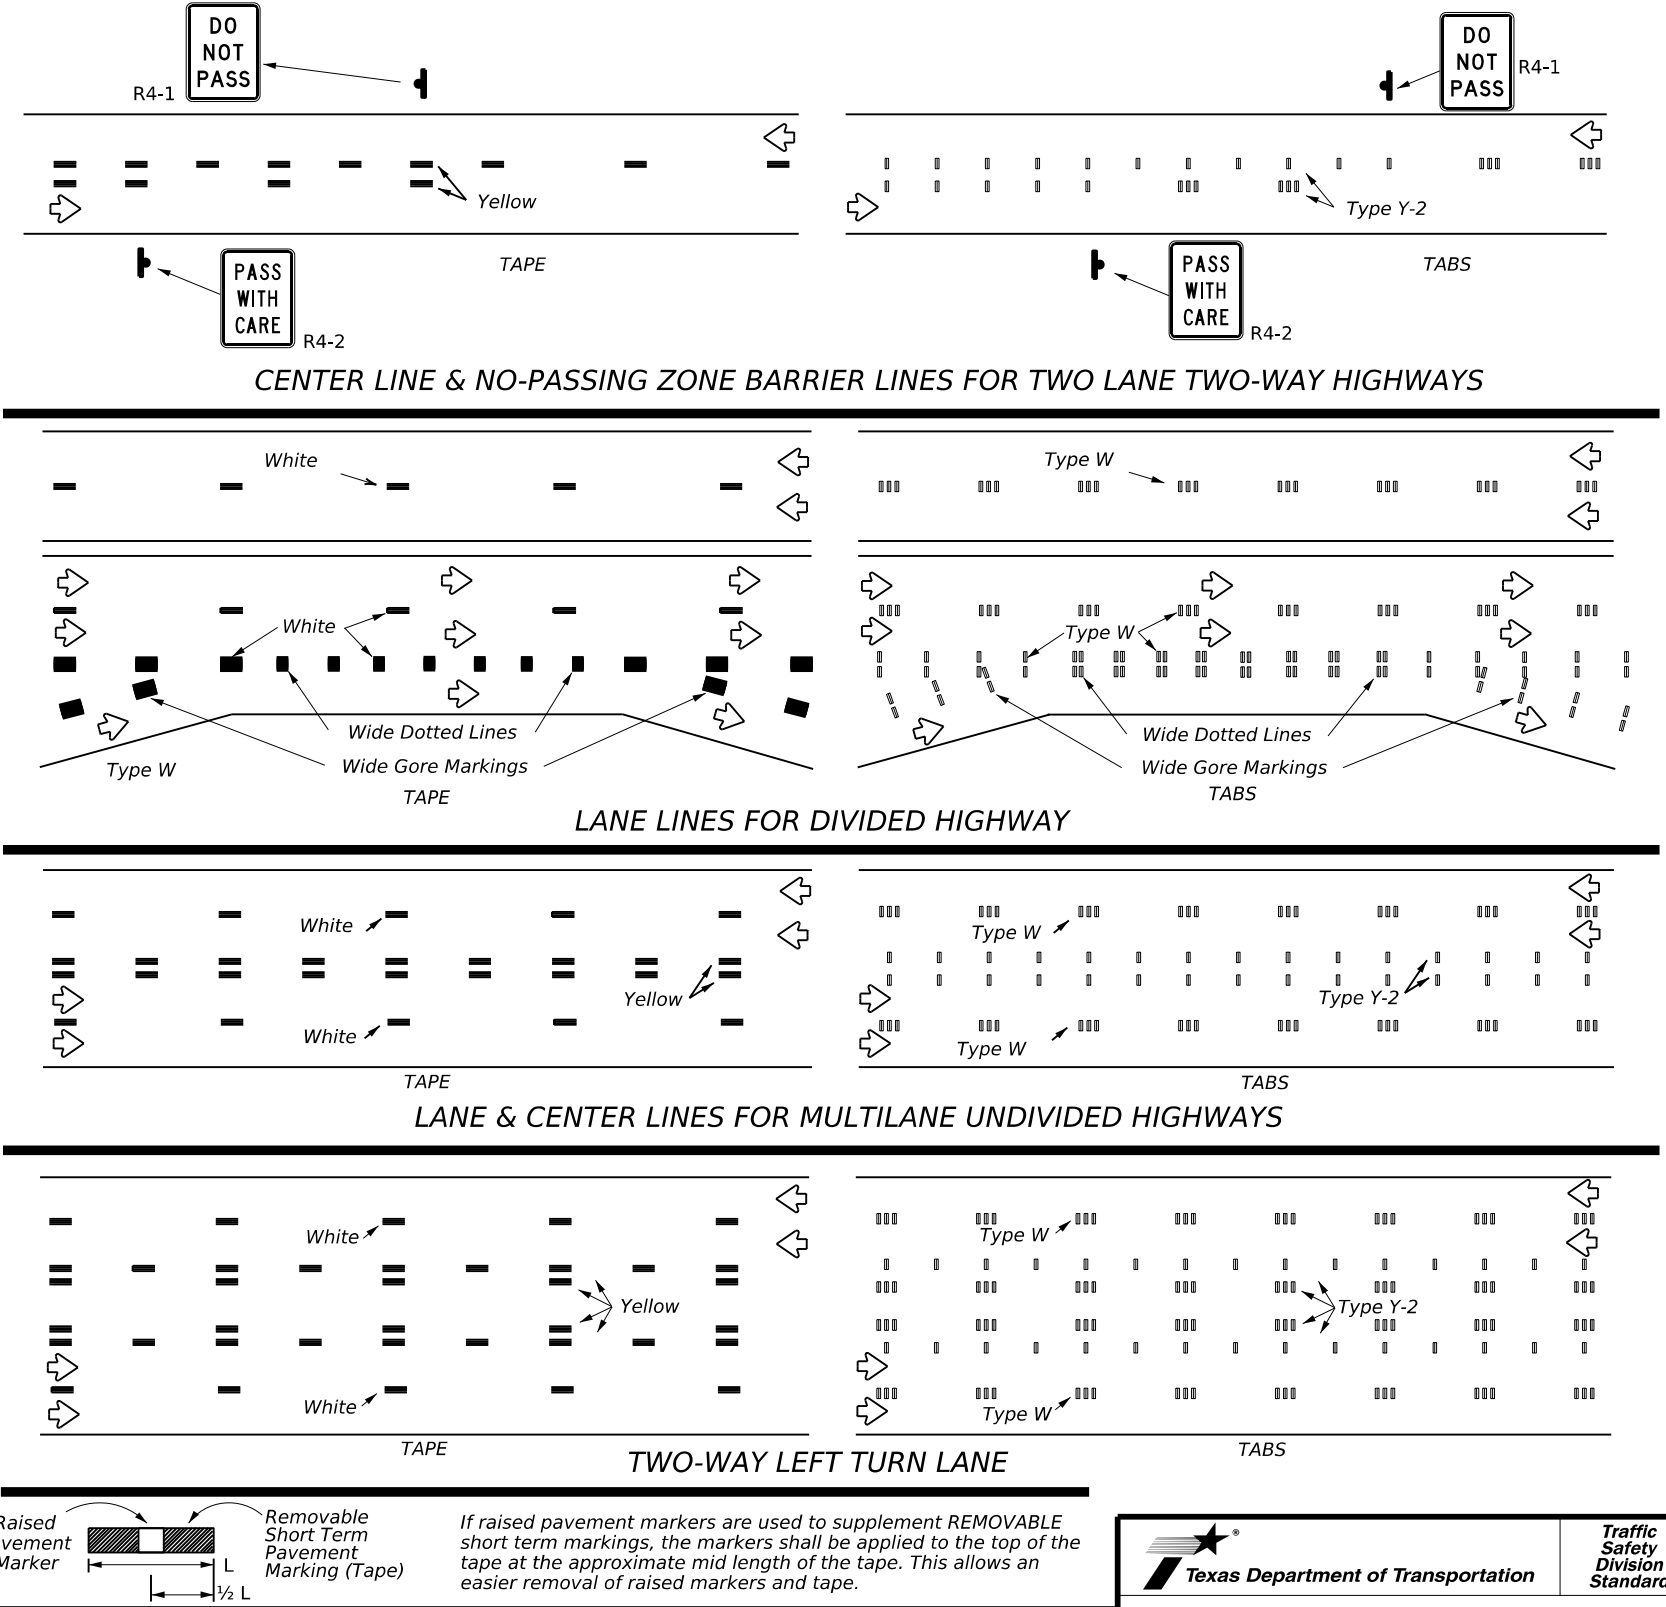 DO
NOT
PASS
R4-1
Yellow
TAPE
PASS
WITH
CARE
R4-2
DO
NOT
PASS
R4-1
Type Y-2
TABS
PASS
WITH
CARE
R4-2
CENTER LINE & NO-PASSING ZONE BARRIER LINES FOR TWO LANE TWO-WAY HIGHWAYS
White
Type W
White
Wide Dotted Lines
Wide Gore Markings
Type W
TAPE
Type W
Wide Dotted Lines
Wide Gore Markings
TABS
LANE LINES FOR DIVIDED HIGHWAY
White
Yellow
White
TAPE
Type W
Type Y-2
Type W
TABS
LANE & CENTER LINES FOR MULTILANE UNDIVIDED HIGHWAYS
White
Yellow
White
TAPE
Type W
Type Y-2
Type W
TABS
TWO-WAY LEFT TURN LANE
Raised
vement
Marker
L
½ L
Removable
Short Term
Pavement
Marking (Tape)
If raised pavement markers are used to supplement REMOVABLE
short term markings, the markers shall be applied to the top of the
tape at the approximate mid length of the tape. This allows an
easier removal of raised markers and tape.
®
Texas Department of Transportation
Traffic
Safety
Division
Standard